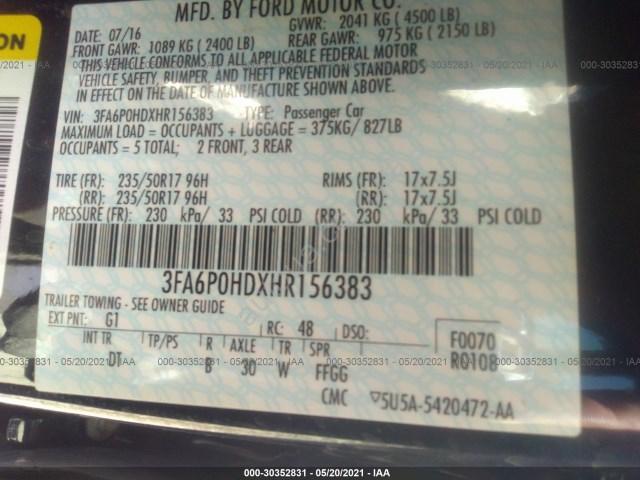 MFD. BY FORD MOTOR CO.
DATE: 07/16 GVWR: 2041 KG (4500 LB)
FRONT GAWR: 1089 KG (2400 LB) REAR GAWR: 975 KG (2150 LB)
THIS VEHICLE CONFORMS TO ALL APPLICABLE FEDERAL MOTOR
VEHICLE SAFETY, BUMPER, AND THEFT PREVENTION STANDARDS
IN EFFECT ON THE DATE OF MANUFACTURE SHOWN ABOVE.
VIN: 3FA6P0HDXHR156383 TYPE: Passenger Car
MAXIMUM LOAD = OCCUPANTS + LUGGAGE = 375KG/ 827LB
OCCUPANTS = 5 TOTAL; 2 FRONT, 3 REAR
TIRE (FR): 235/50R17 96H RIMS (FR): 17x7.5J
(RR): 235/50R17 96H (RR): 17x7.5J
PRESSURE (FR): 230 kPa/ 33 PSI COLD (RR): 230 kPa/ 33 PSI COLD
3FA6P0HDXHR156383
TRAILER TOWING - SEE OWNER GUIDE
EXT PNT: G1 RC: 48 DSO: F0070
INT TR TP/PS R AXLE TR SPR R0108
DT B 30 W FFGG
CMC ▽5U5A-5420472-AA
000-30352831 - 05/20/2021 - IAA